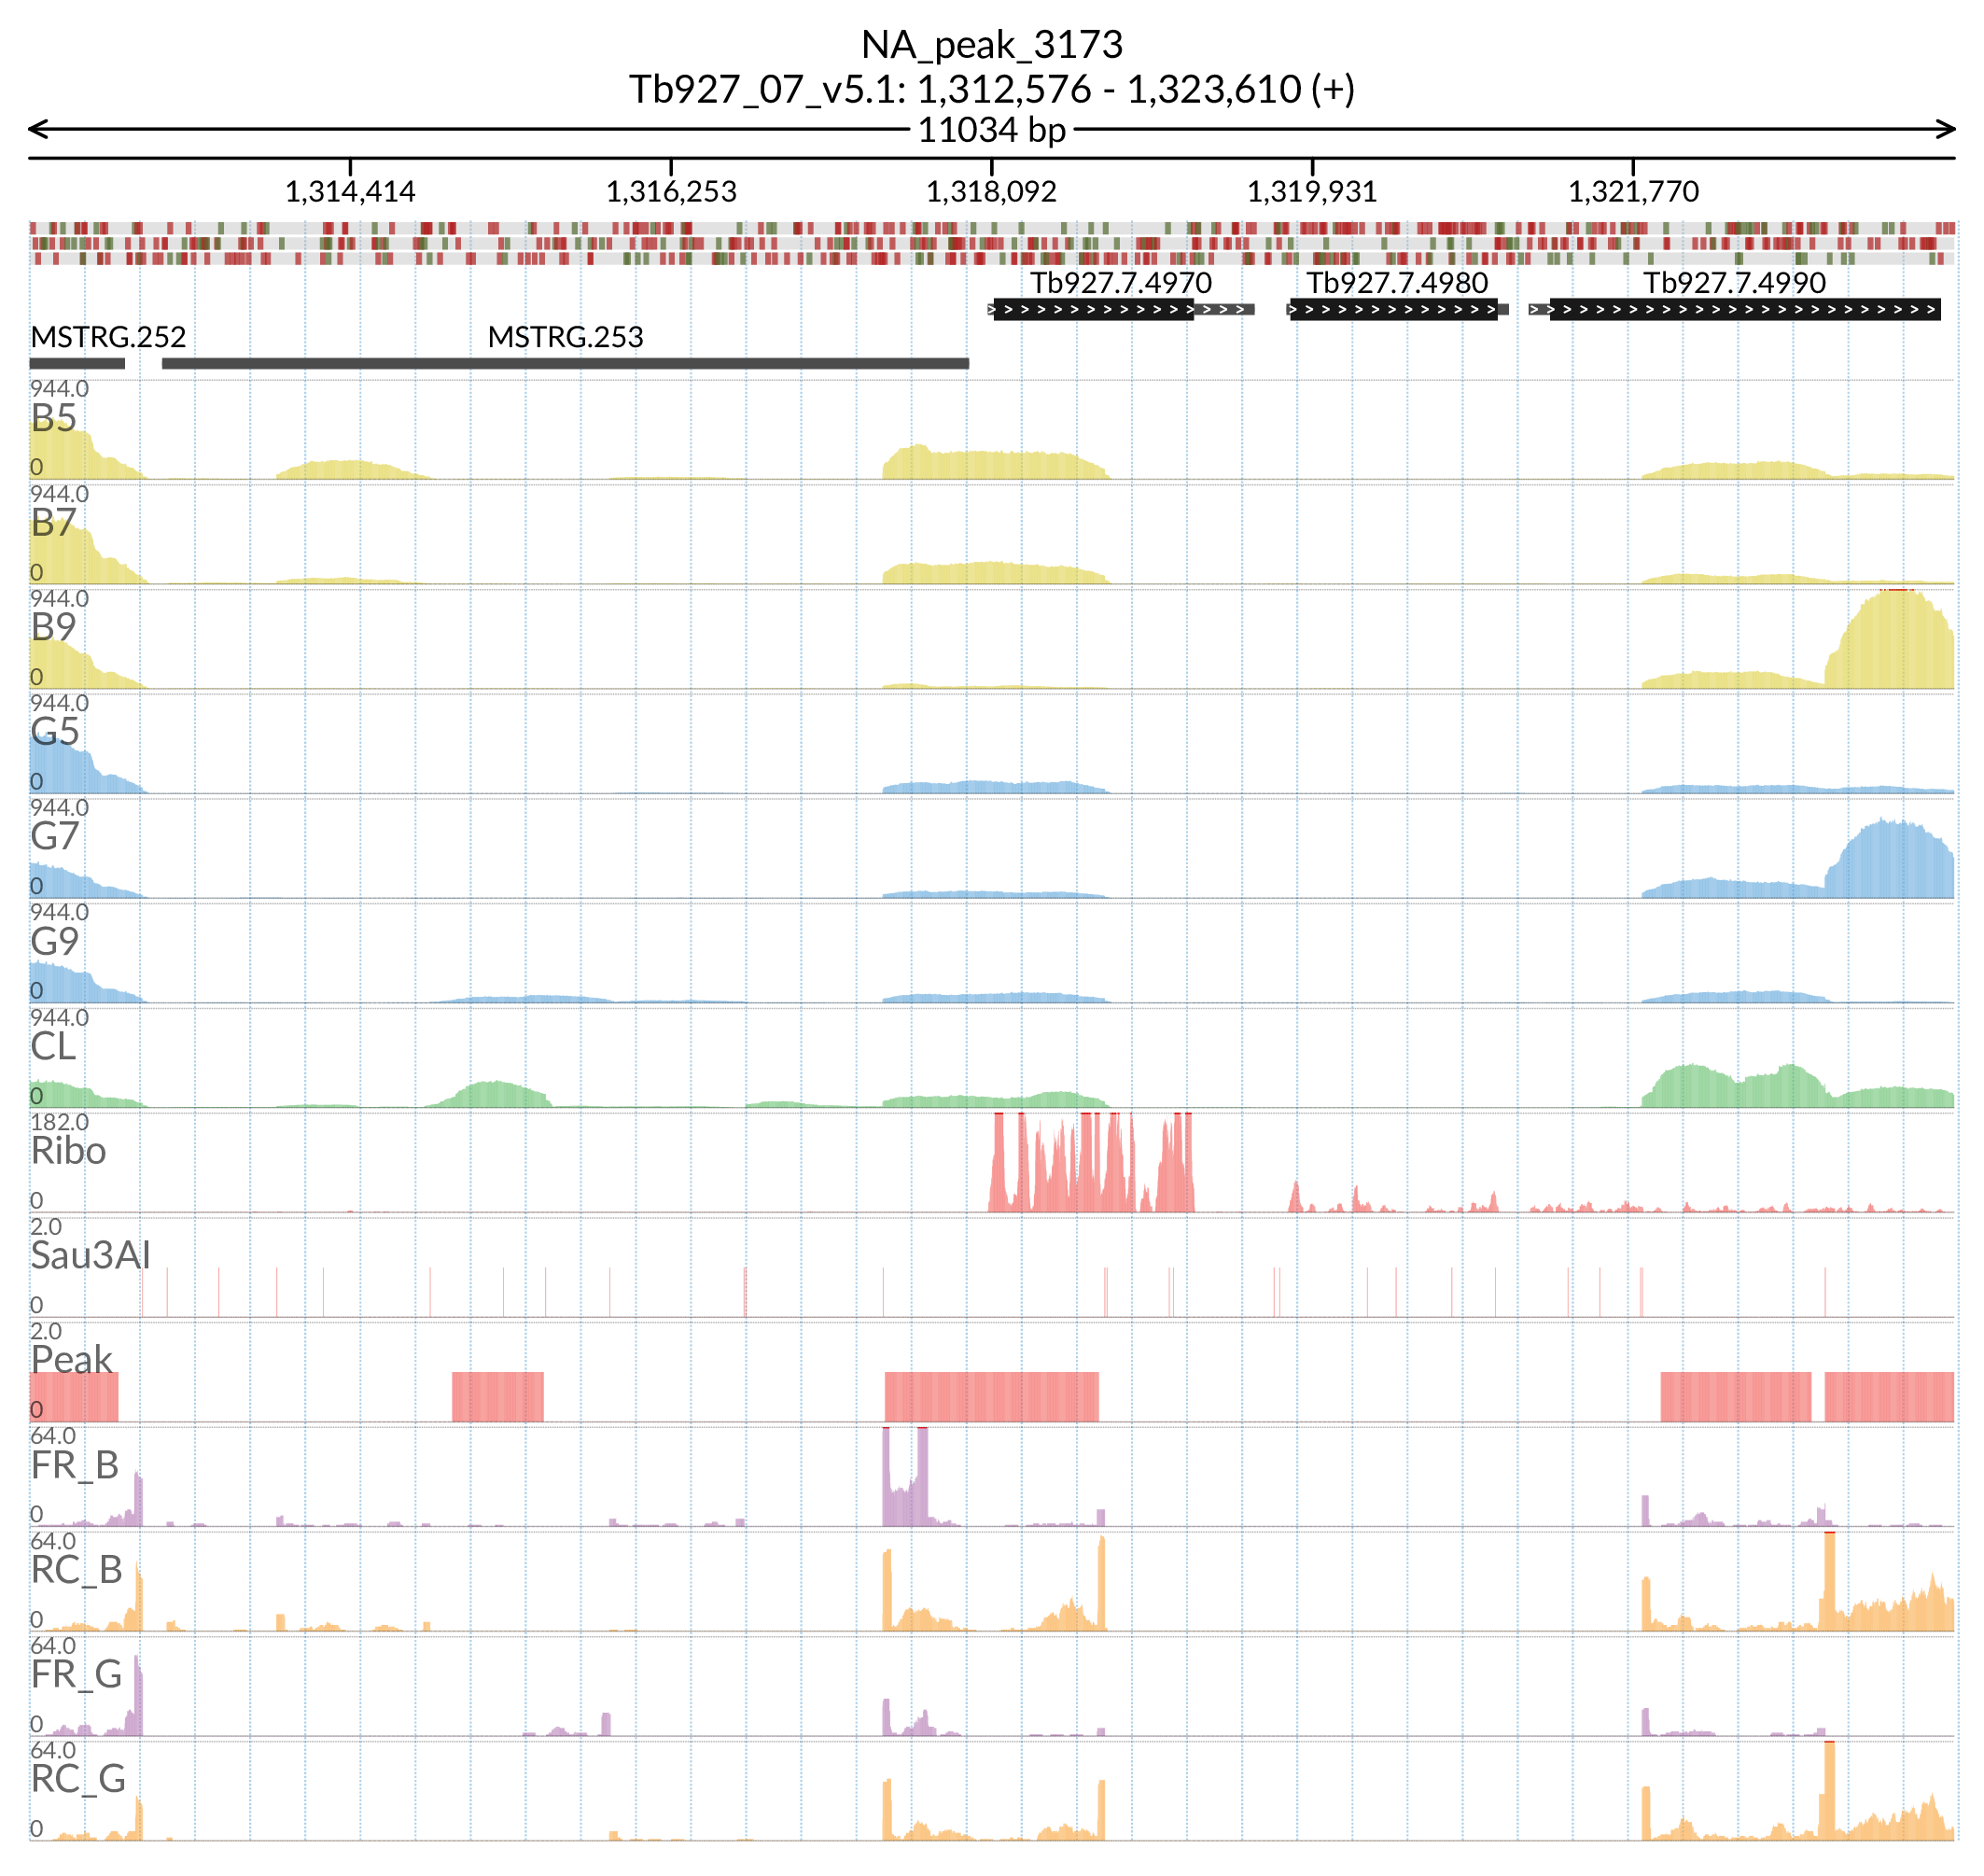 NA_peak_3173
Tb927_07_v5.1: 1,312,576 - 1,323,610 (+)
11034 bp
1,314,414 1,316,253 1,318,092 1,319,931 1,321,770
Tb927.7.4970 Tb927.7.4980 Tb927.7.4990
MSTRG.252 MSTRG.253
944.0
B5
0
944.0
B7
0
944.0
B9
0
944.0
G5
0
944.0
G7
0
944.0
G9
0
944.0
CL
0
182.0
Ribo
0
2.0
Sau3AI
0
2.0
Peak
0
64.0
FR_B
0
64.0
RC_B
0
64.0
FR_G
0
64.0
RC_G
0